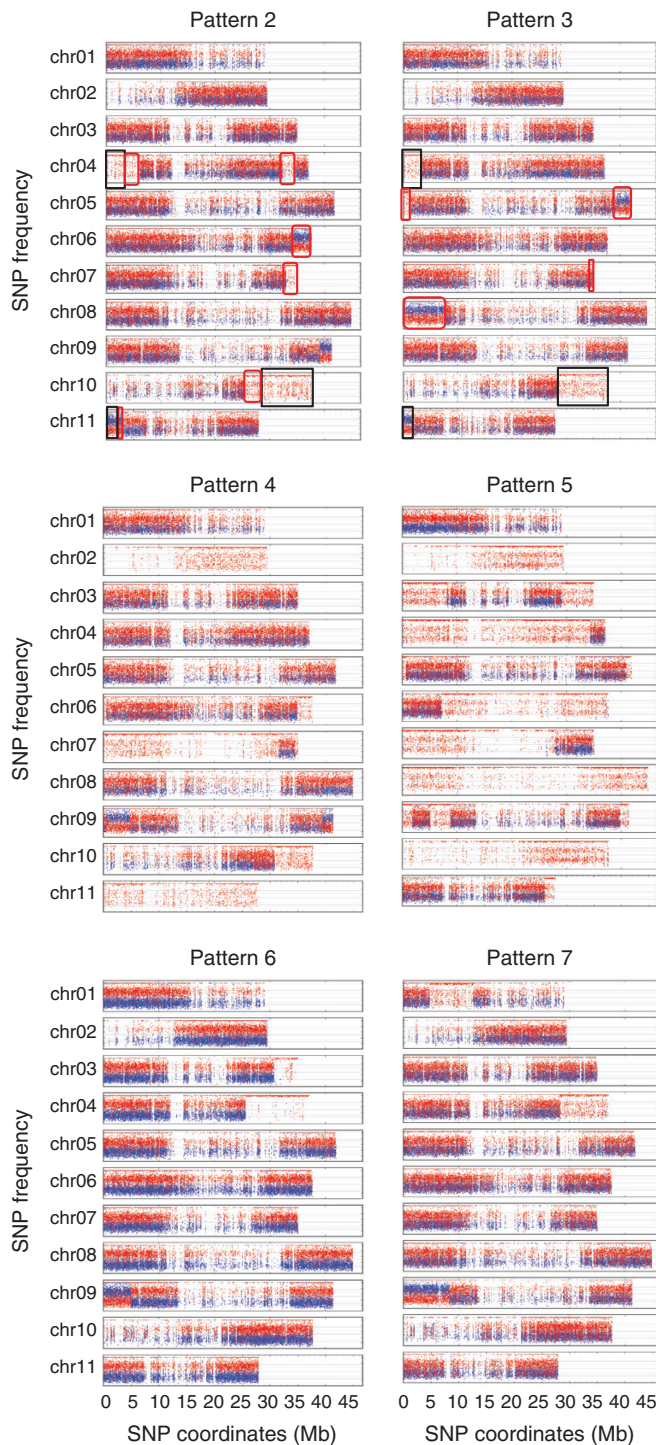 Pattern 2 Pattern 3
chr01
chr02
chr03
chr04
chr05
chr06
chr07
chr08
chr09
chr10
chr11
SNP frequency
Pattern 4 Pattern 5
chr01
chr02
chr03
chr04
chr05
chr06
chr07
chr08
chr09
chr10
chr11
SNP frequency
Pattern 6 Pattern 7
chr01
chr02
chr03
chr04
chr05
chr06
chr07
chr08
chr09
chr10
chr11
SNP frequency
0 5 10 15 20 25 30 35 40 45 0 5 10 15 20 25 30 35 40 45
SNP coordinates (Mb) SNP coordinates (Mb)